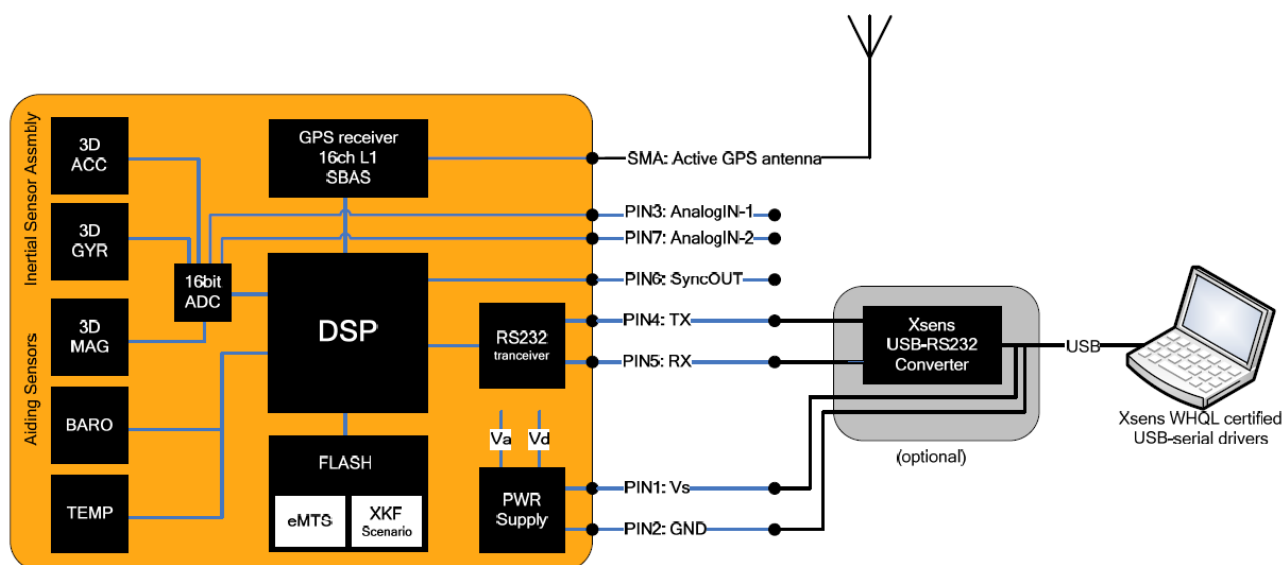 Inertial Sensor Assmbly
3D
ACC
3D
GYR
Aiding Sensors
3D
MAG
BARO
TEMP
16bit
ADC
GPS receiver
16ch L1
SBAS
DSP
FLASH
eMTS
XKF
Scenario
RS232
tranceiver
Va
Vd
PWR
Supply
SMA: Active GPS antenna
PIN3: AnalogIN-1
PIN7: AnalogIN-2
PIN6: SyncOUT
PIN4: TX
PIN5: RX
PIN1: Vs
PIN2: GND
Xsens
USB-RS232
Converter
(optional)
USB
Xsens WHQL certified
USB-serial drivers